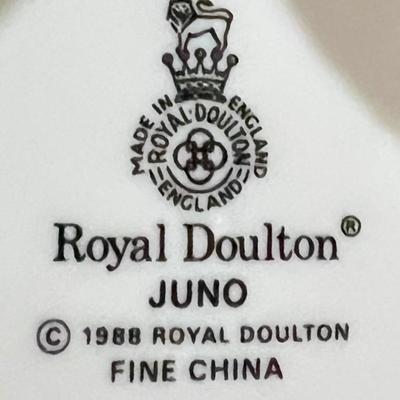 MADE IN ENGLAND
ROYAL·DOULTON
ENGLAND
Royal Doulton®
JUNO
© 1988 ROYAL DOULTON
FINE CHINA